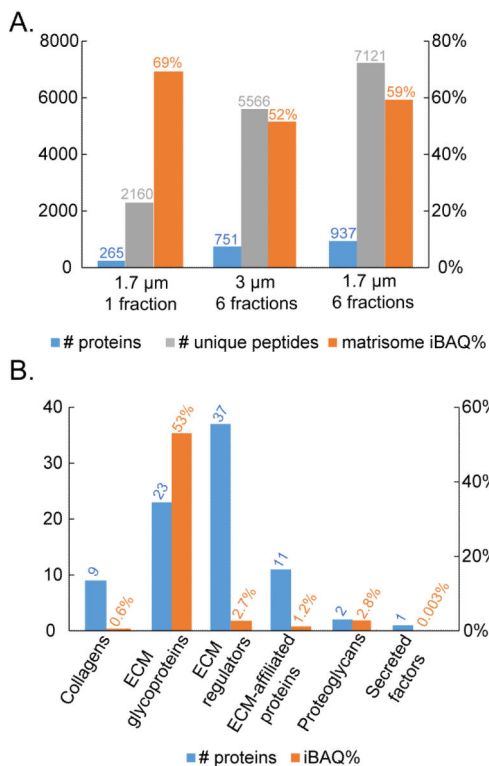 A.
8000
6000
4000
2000
0
80%
60%
40%
20%
0%
265
2160
69%
751
5566
52%
937
7121
59%
1.7 µm
1 fraction
3 µm
6 fractions
1.7 µm
6 fractions
# proteins # unique peptides matrisome iBAQ%
B.
40
30
20
10
0
60%
40%
20%
0%
9
0.6%
23
53%
37
2.7%
11
1.2%
2
2.8%
1
0.003%
Collagens
ECM
glycoproteins
ECM
regulators
ECM-affiliated
proteins
Proteoglycans
Secreted
factors
# proteins iBAQ%